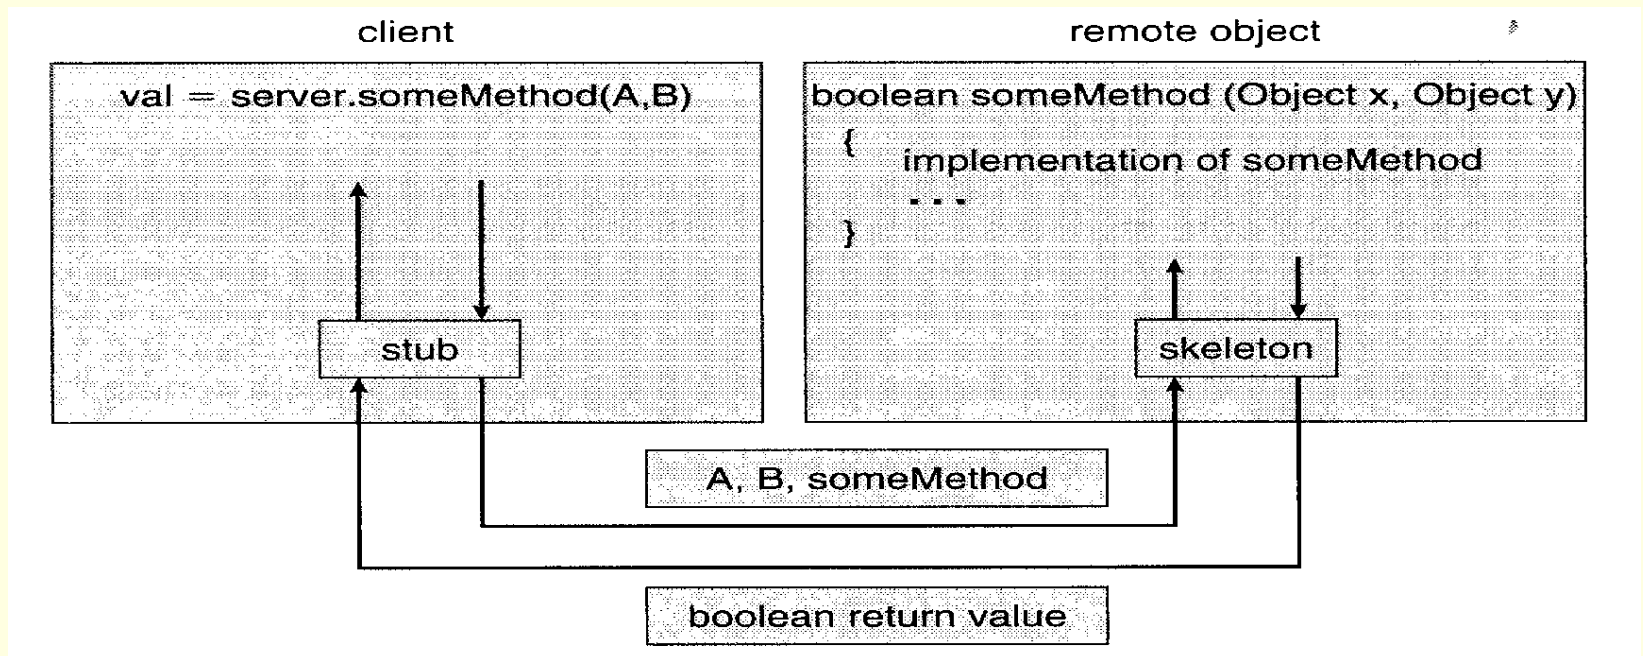 client
val = server.someMethod(A,B)
stub
remote object
boolean someMethod (Object x, Object y)
{
implementation of someMethod
. . .
}
skeleton
A, B, someMethod
boolean return value